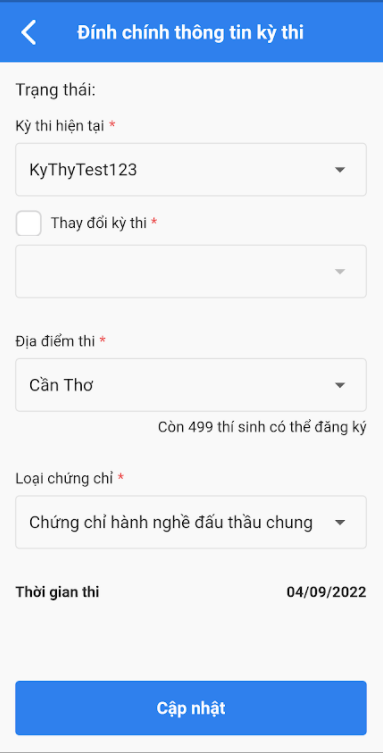 Đính chính thông tin kỳ thi
Trạng thái:
Kỳ thi hiện tại *
KyThyTest123
Thay đổi kỳ thi *
Địa điểm thi *
Cần Thơ
Còn 499 thí sinh có thể đăng ký
Loại chứng chỉ *
Chứng chỉ hành nghề đấu thầu chung
Thời gian thi 04/09/2022
Cập nhật